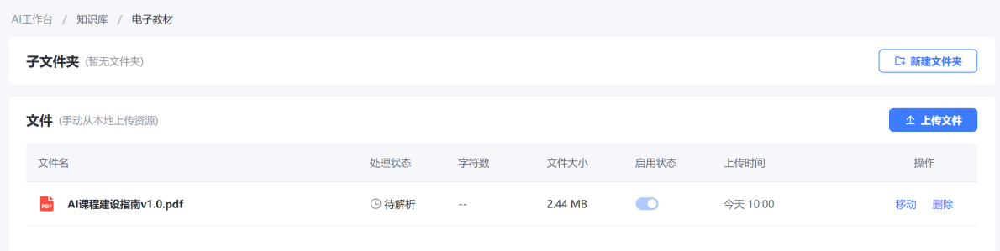 AI工作台 / 知识库 / 电子教材
子文件夹 (暂无文件夹) 新建文件夹
文件 (手动从本地上传资源) 上传文件
文件名 处理状态 字符数 文件大小 启用状态 上传时间 操作
PDF AI课程建设指南v1.0.pdf 待解析 -- 2.44 MB 今天 10:00 移动 删除